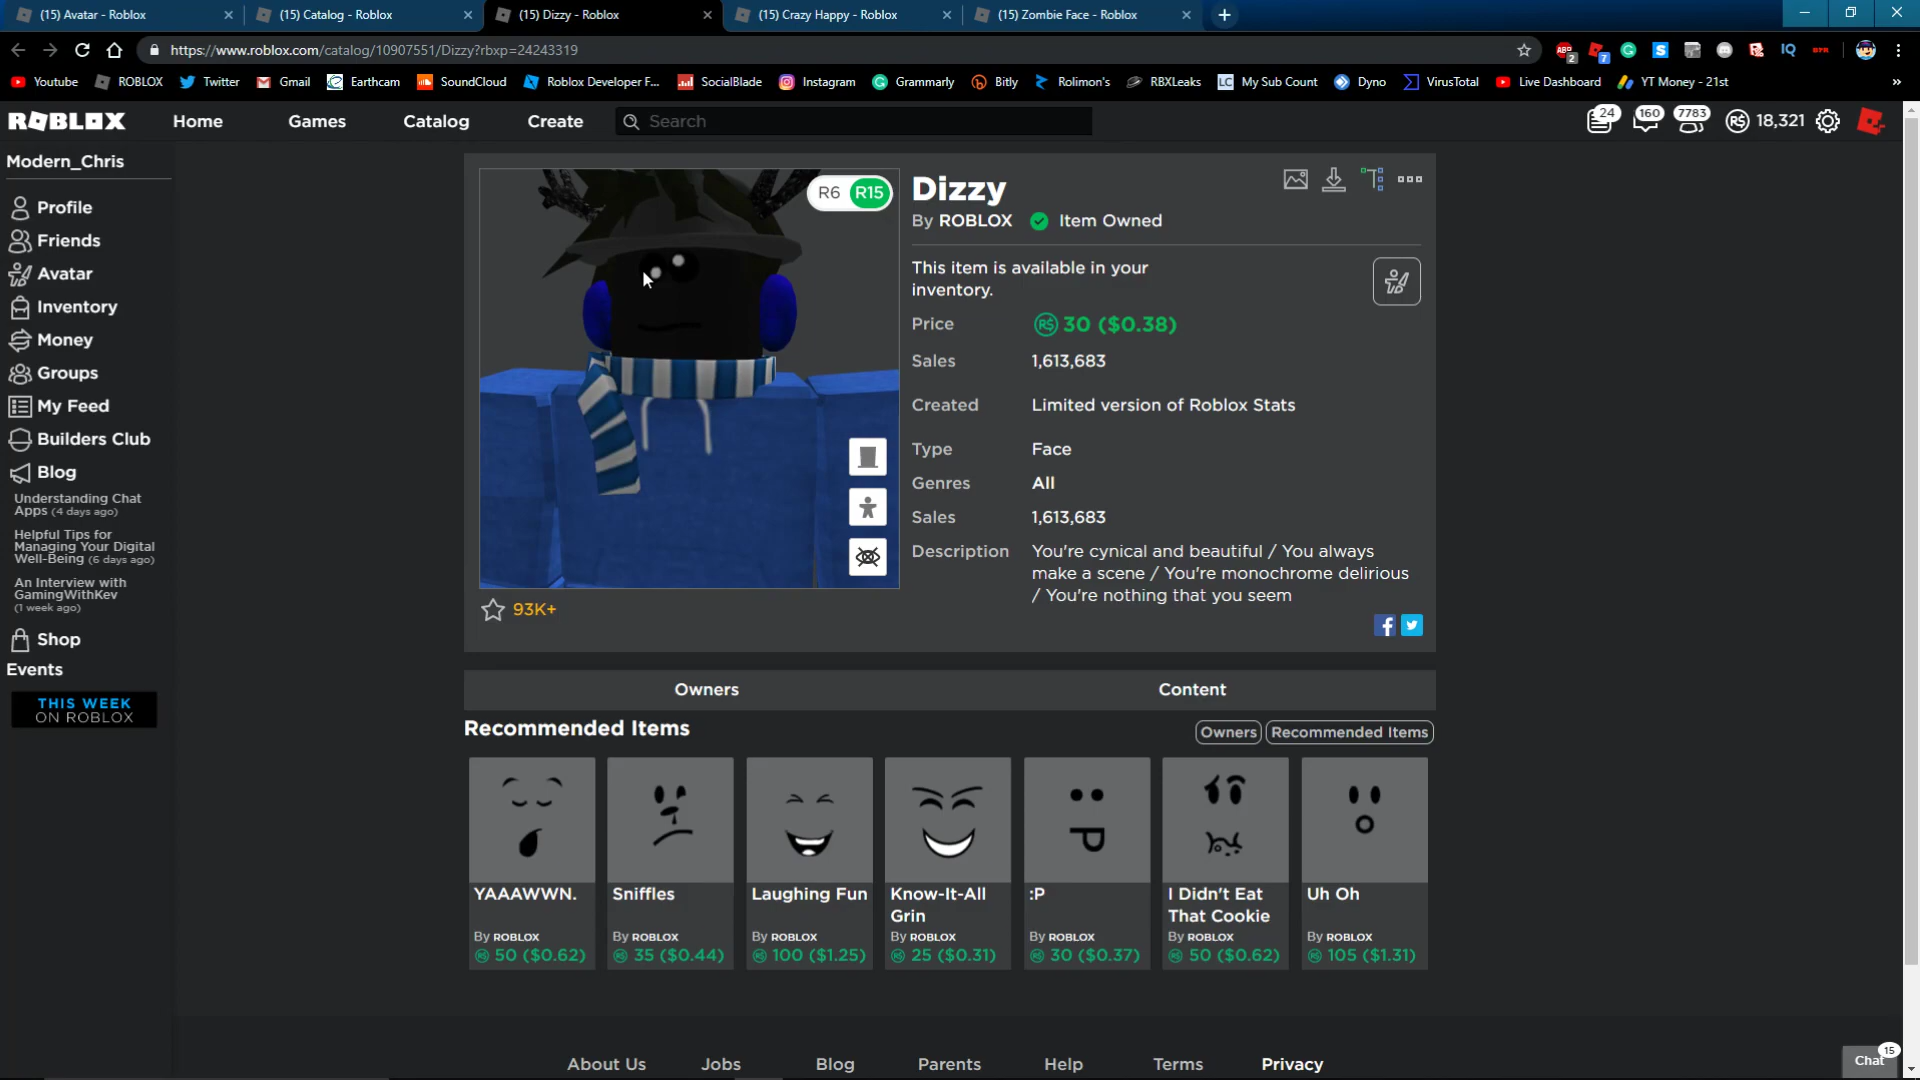 (15) Avatar - Roblox
(15) Catalog - Roblox
(15) Dizzy - Roblox
(15) Crazy Happy - Roblox
(15) Zombie Face - Roblox
https://www.roblox.com/catalog/10907551/Dizzy?rbxp=24243319
ABP 2 7 IQ
Youtube ROBLOX Twitter Gmail Earthcam SoundCloud Roblox Developer F... SocialBlade Instagram Grammarly Bitly Rolimon's RBXLeaks LC My Sub Count Dyno VirusTotal Live Dashboard YT Money - 21st »
ROBLOX Home Games Catalog Create Search 24 160 7783 R$ 18,321
Modern_Chris
Profile
Friends
Avatar
Inventory
Money
Groups
My Feed
Builders Club
Blog
Understanding Chat
Apps (4 days ago)
Helpful Tips for
Managing Your Digital
Well-Being (6 days ago)
An Interview with
GamingWithKev
(1 week ago)
Shop
Events
THIS WEEK
ON ROBLOX
R6 R15
93K+
Dizzy
By ROBLOX Item Owned
This item is available in your
inventory.
Price R$ 30 ($0.38)
Sales 1,613,683
Created Limited version of Roblox Stats
Type Face
Genres All
Sales 1,613,683
Description You're cynical and beautiful / You always
make a scene / You're monochrome delirious
/ You're nothing that you seem
Owners Content
Recommended Items Owners Recommended Items
YAAAWWN.
By ROBLOX
R$ 50 ($0.62)
Sniffles
By ROBLOX
R$ 35 ($0.44)
Laughing Fun
By ROBLOX
R$ 100 ($1.25)
Know-It-All
Grin
By ROBLOX
R$ 25 ($0.31)
:P
By ROBLOX
R$ 30 ($0.37)
I Didn't Eat
That Cookie
By ROBLOX
R$ 50 ($0.62)
Uh Oh
By ROBLOX
R$ 105 ($1.31)
About Us Jobs Blog Parents Help Terms Privacy
Chat 15